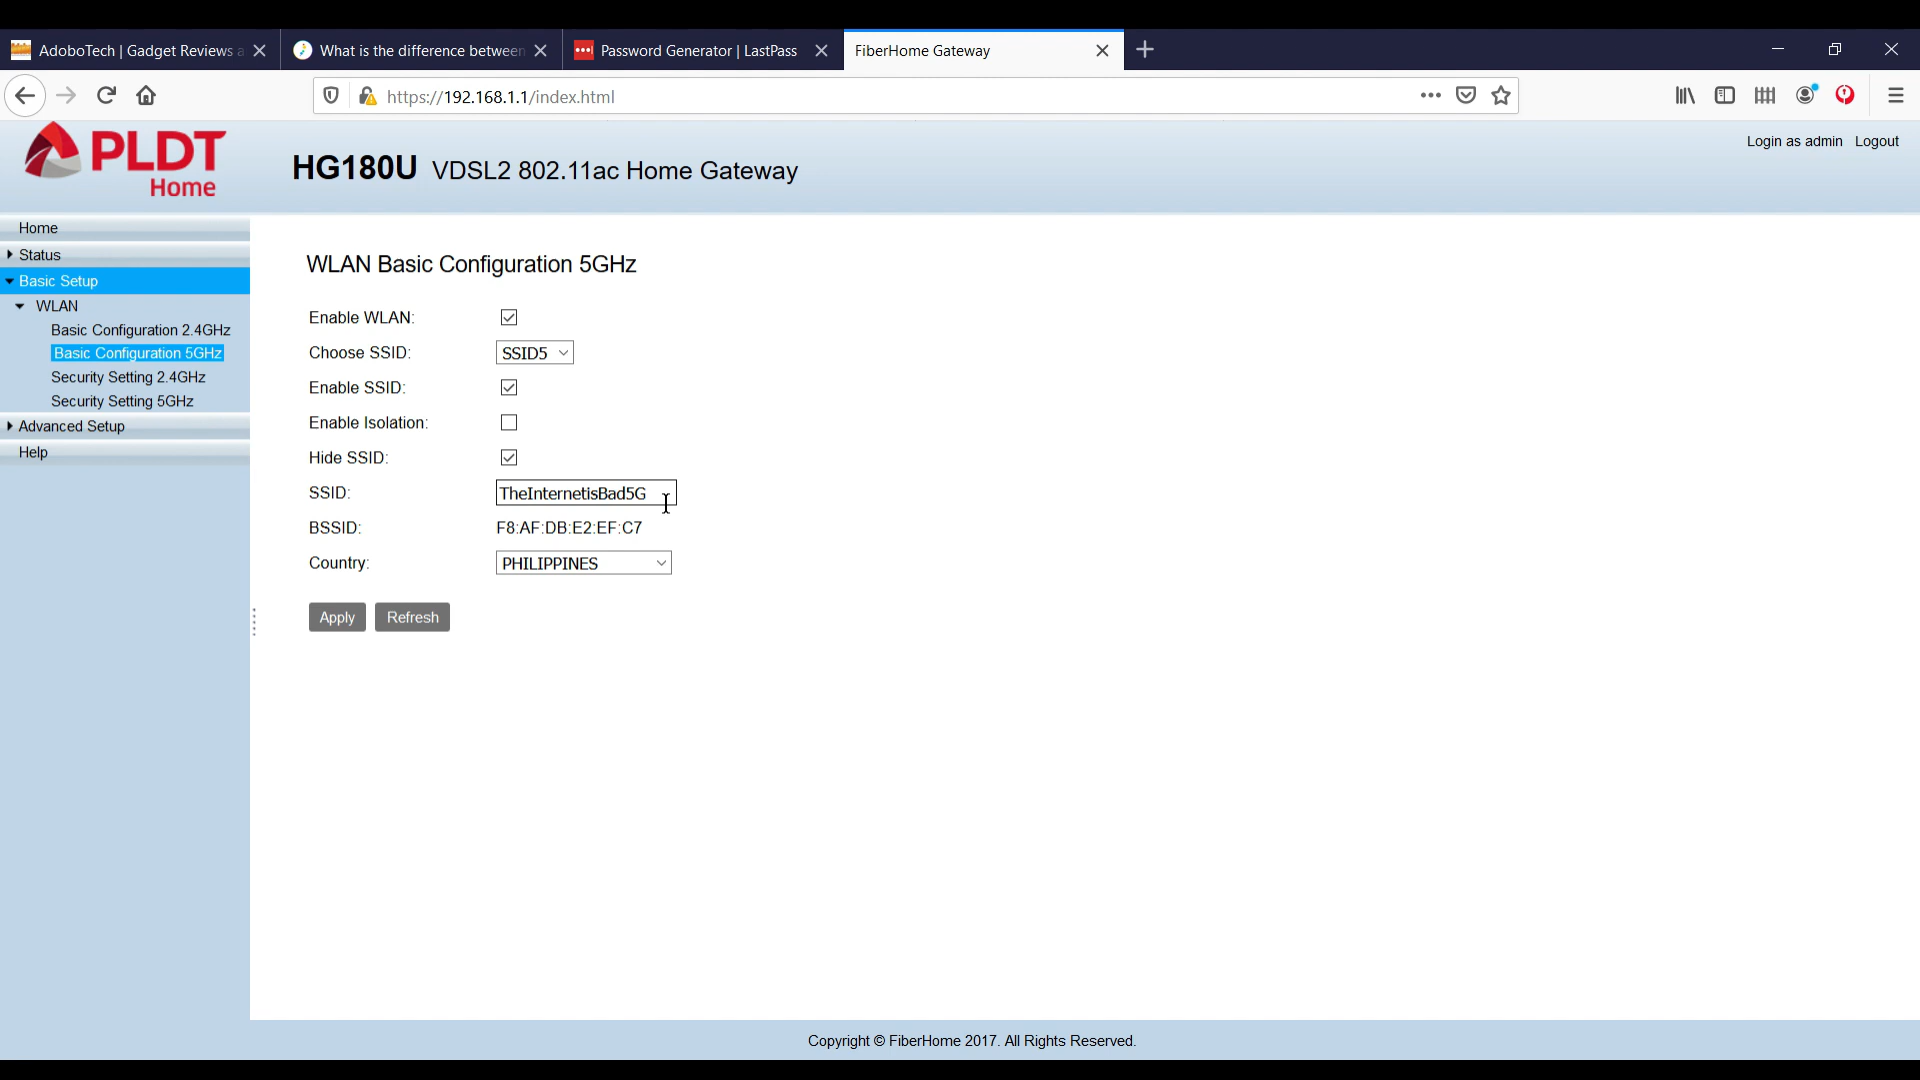 AdoboTech | Gadget Reviews a
What is the difference between
Password Generator | LastPass
FiberHome Gateway
https://192.168.1.1/index.html
PLDT
Home
HG180U VDSL2 802.11ac Home Gateway
Login as admin Logout
Home
Status
Basic Setup
WLAN
Basic Configuration 2.4GHz
Basic Configuration 5GHz
Security Setting 2.4GHz
Security Setting 5GHz
Advanced Setup
Help
WLAN Basic Configuration 5GHz
Enable WLAN:
Choose SSID: SSID5
Enable SSID:
Enable Isolation:
Hide SSID:
SSID: TheInternetisBad5G
BSSID: F8:AF:DB:E2:EF:C7
Country: PHILIPPINES
Apply Refresh
Copyright © FiberHome 2017. All Rights Reserved.